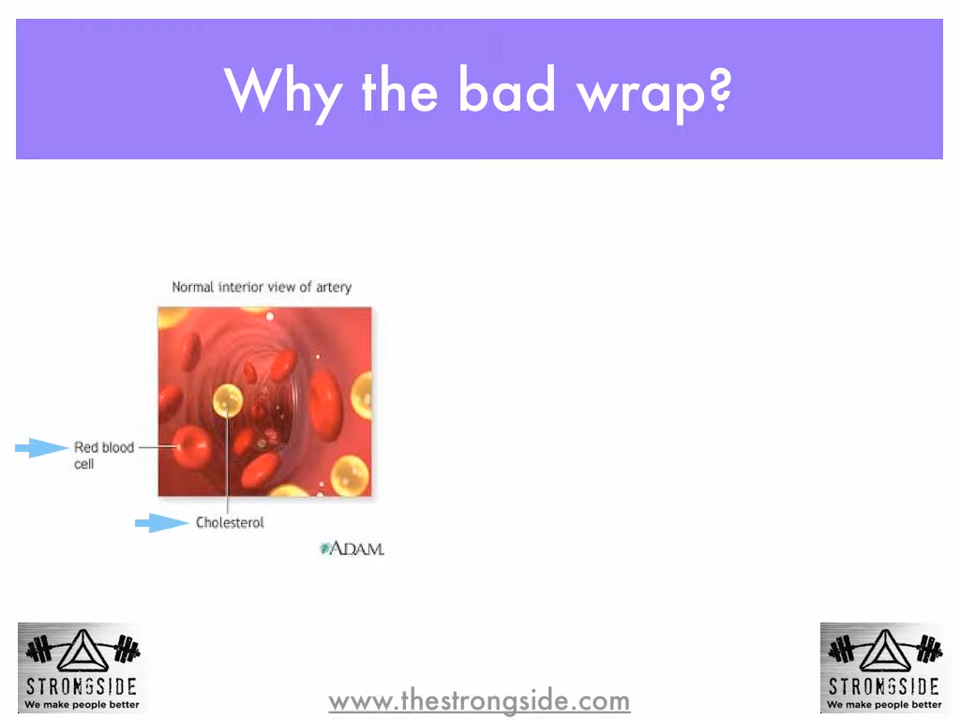 Why the bad wrap?
Normal interior view of artery
Red blood
cell
Cholesterol
ADAM.
STRONGSIDE
We make people better
STRONGSIDE
We make people better
www.thestrongside.com